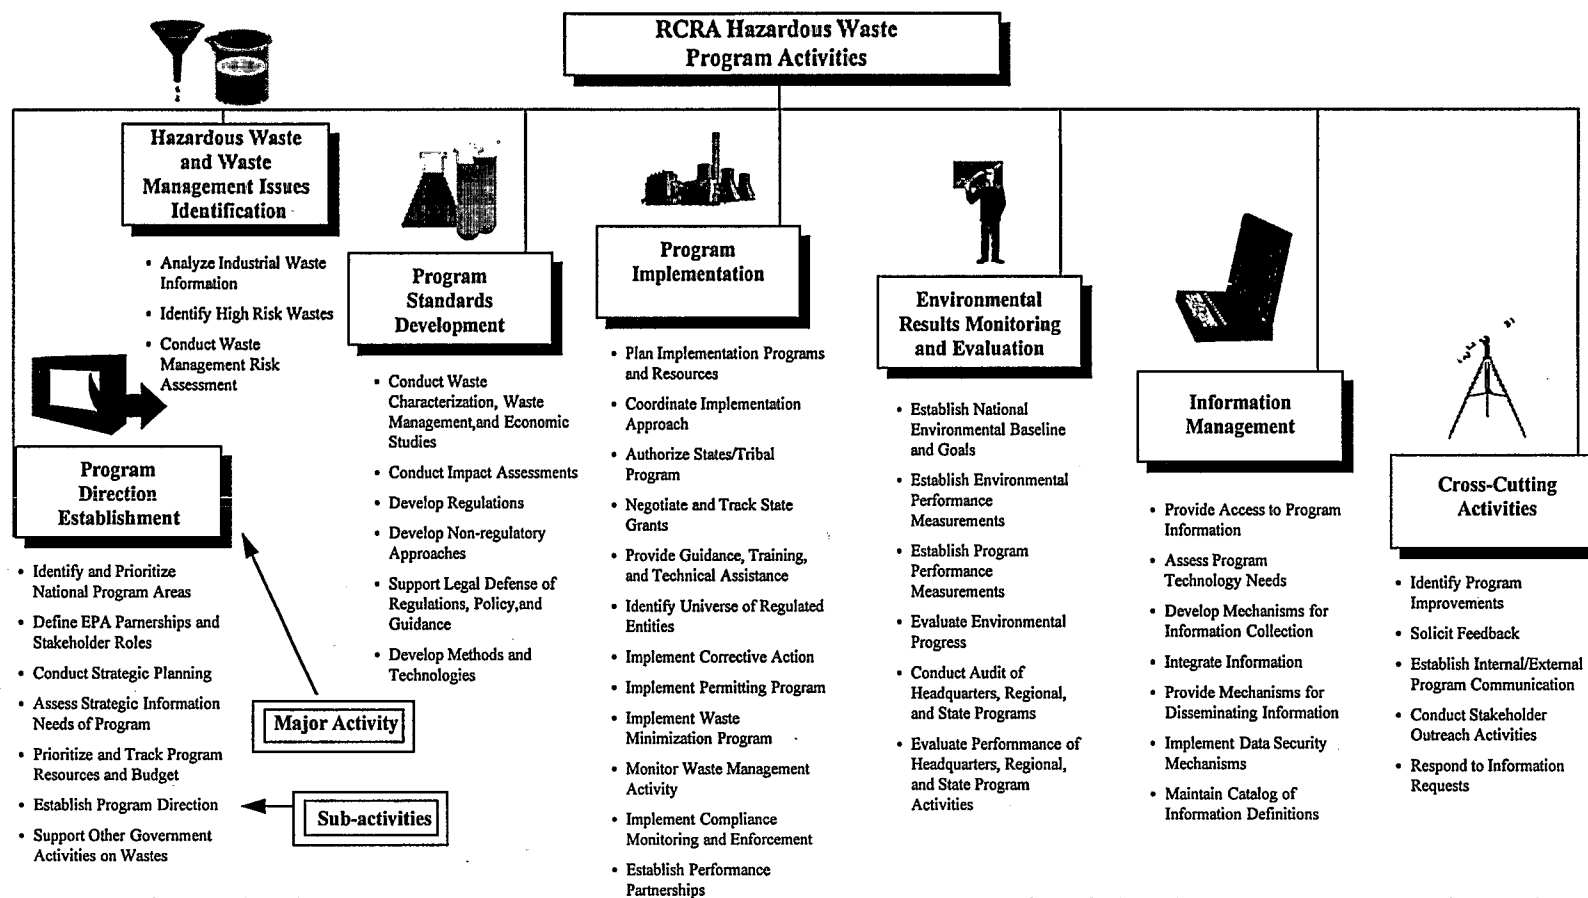 RCRA Hazardous Waste
Program Activities
Hazardous Waste
and Waste
Management Issues
Identification
• Analyze Industrial Waste
Information
• Identify High Risk Wastes
• Conduct Waste
Management Risk
Assessment
Program
Direction
Establishment
• Identify and Prioritize
National Program Areas
• Define EPA Parnerships and
Stakeholder Roles
• Conduct Strategic Planning
• Assess Strategic Information
Needs of Program
• Prioritize and Track Program
Resources and Budget
• Establish Program Direction
• Support Other Government
Activities on Wastes
Major Activity
Sub-activities
Program
Standards
Development
• Conduct Waste
Characterization, Waste
Management,and Economic
Studies
• Conduct Impact Assessments
• Develop Regulations
• Develop Non-regulatory
Approaches
• Support Legal Defense of
Regulations, Policy,and
Guidance
• Develop Methods and
Technologies
Program
Implementation
• Plan Implementation Programs
and Resources
• Coordinate Implementation
Approach
• Authorize States/Tribal
Program
• Negotiate and Track State
Grants
• Provide Guidance, Training,
and Technical Assistance
• Identify Universe of Regulated
Entities
• Implement Corrective Action
• Implement Permitting Program
• Implement Waste
Minimization Program
• Monitor Waste Management
Activity
• Implement Compliance
Monitoring and Enforcement
• Establish Performance
Partnerships
Environmental
Results Monitoring
and Evaluation
• Establish National
Environmental Baseline
and Goals
• Establish Environmental
Performance
Measurements
• Establish Program
Performance
Measurements
• Evaluate Environmental
Progress
• Conduct Audit of
Headquarters, Regional,
and State Programs
• Evaluate Perfornmance of
Headquarters, Regional,
and State Program
Activities
Information
Management
• Provide Access to Program
Information
• Assess Program
Technology Needs
• Develop Mechanisms for
Information Collection
• Integrate Information
• Provide Mechanisms for
Disseminating Information
• Implement Data Security
Mechanisms
• Maintain Catalog of
Information Definitions
Cross-Cutting
Activities
• Identify Program
Improvements
• Solicit Feedback
• Establish Internal/External
Program Communication
• Conduct Stakeholder
Outreach Activities
• Respond to Information
Requests